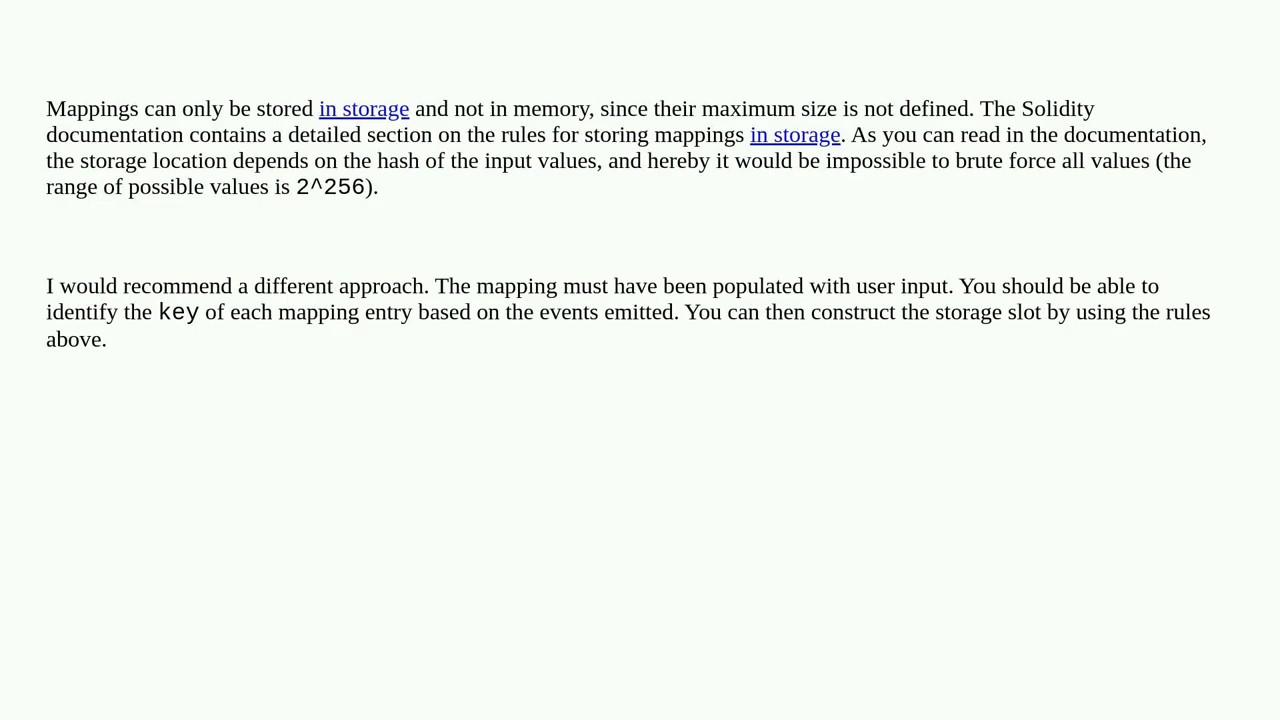 Mappings can only be stored in storage and not in memory, since their maximum size is not defined. The Solidity
documentation contains a detailed section on the rules for storing mappings in storage. As you can read in the documentation,
the storage location depends on the hash of the input values, and hereby it would be impossible to brute force all values (the
range of possible values is 2^256).
I would recommend a different approach. The mapping must have been populated with user input. You should be able to
identify the key of each mapping entry based on the events emitted. You can then construct the storage slot by using the rules
above.